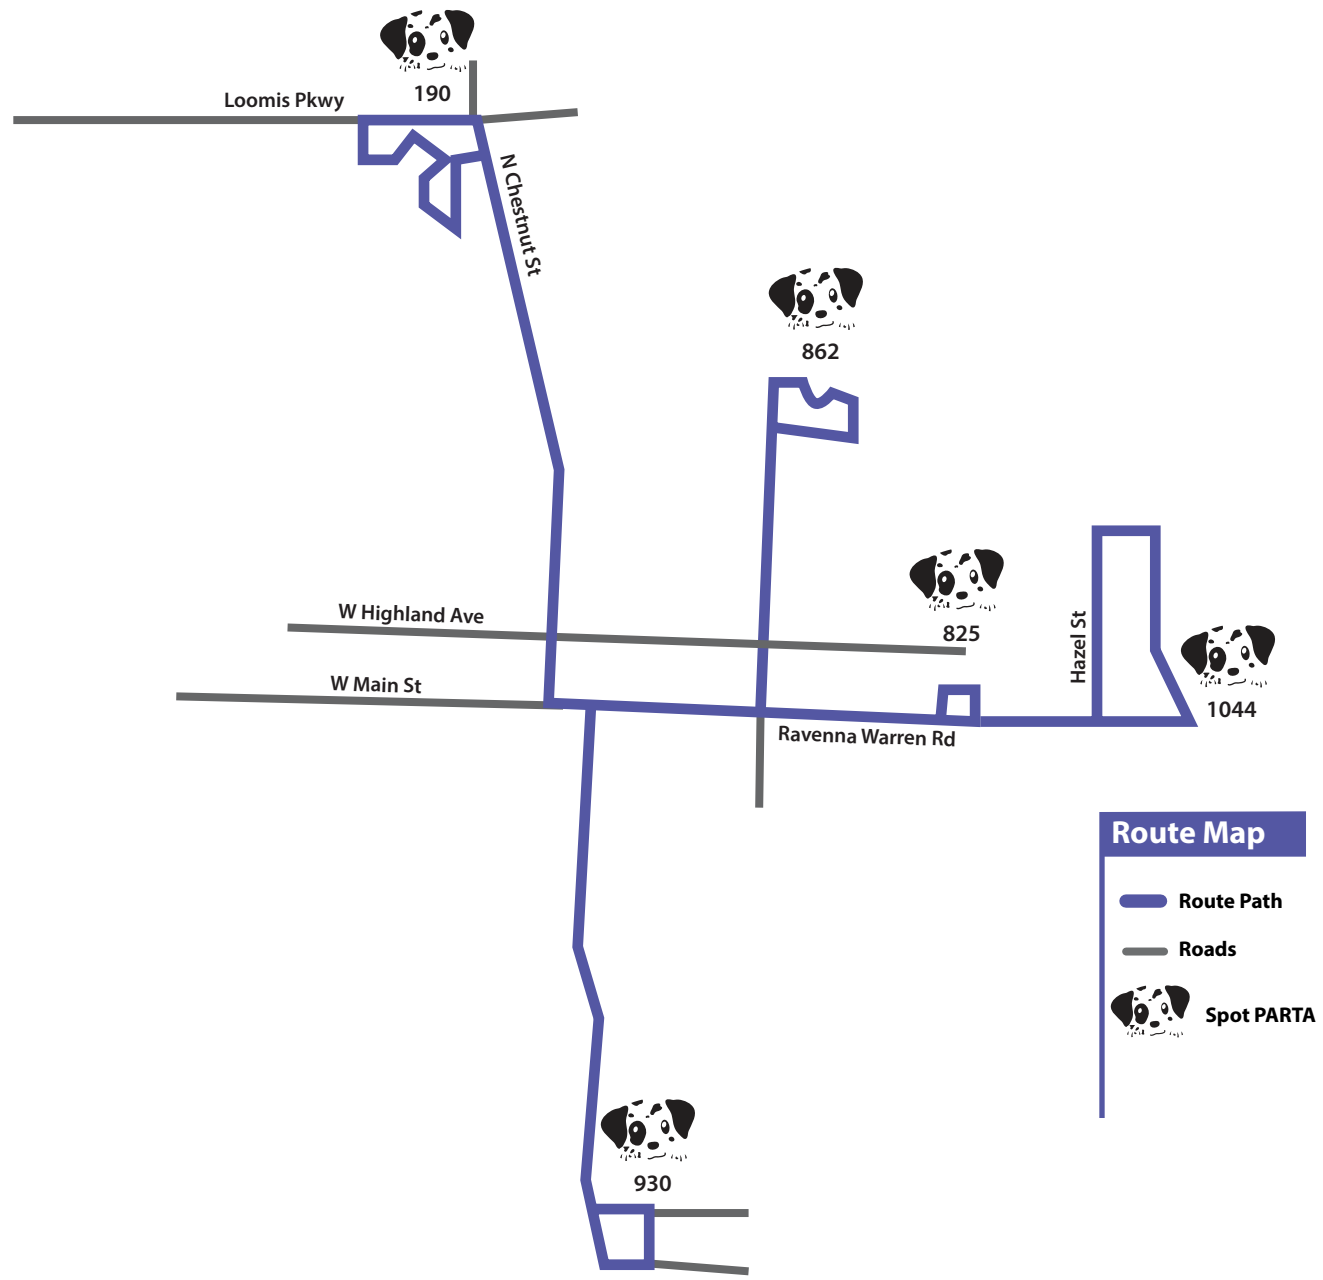 190
Loomis Pkwy
N Chestnut St
862
W Highland Ave
825
Hazel St
W Main St
1044
Ravenna Warren Rd
Route Map
Route Path
Roads
Spot PARTA
930